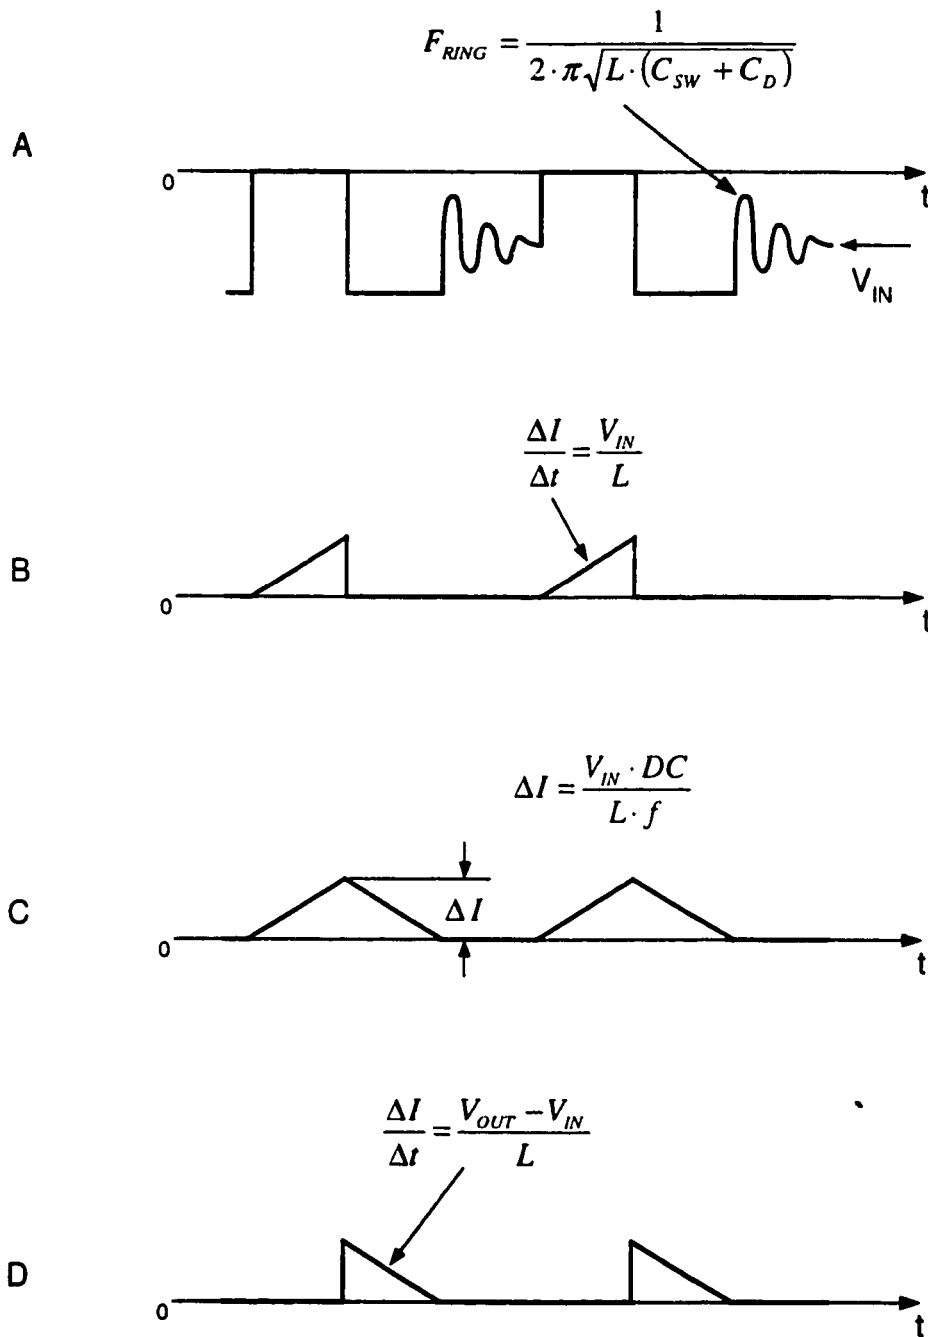 F_RING = 1 / (2 · π√(L · (C_SW + C_D)))
A
0
t
V_IN
ΔI/Δt = V_IN/L
B
0
t
ΔI = (V_IN · DC)/(L · f)
C
ΔI
0
t
ΔI/Δt = (V_OUT − V_IN)/L
D
0
t